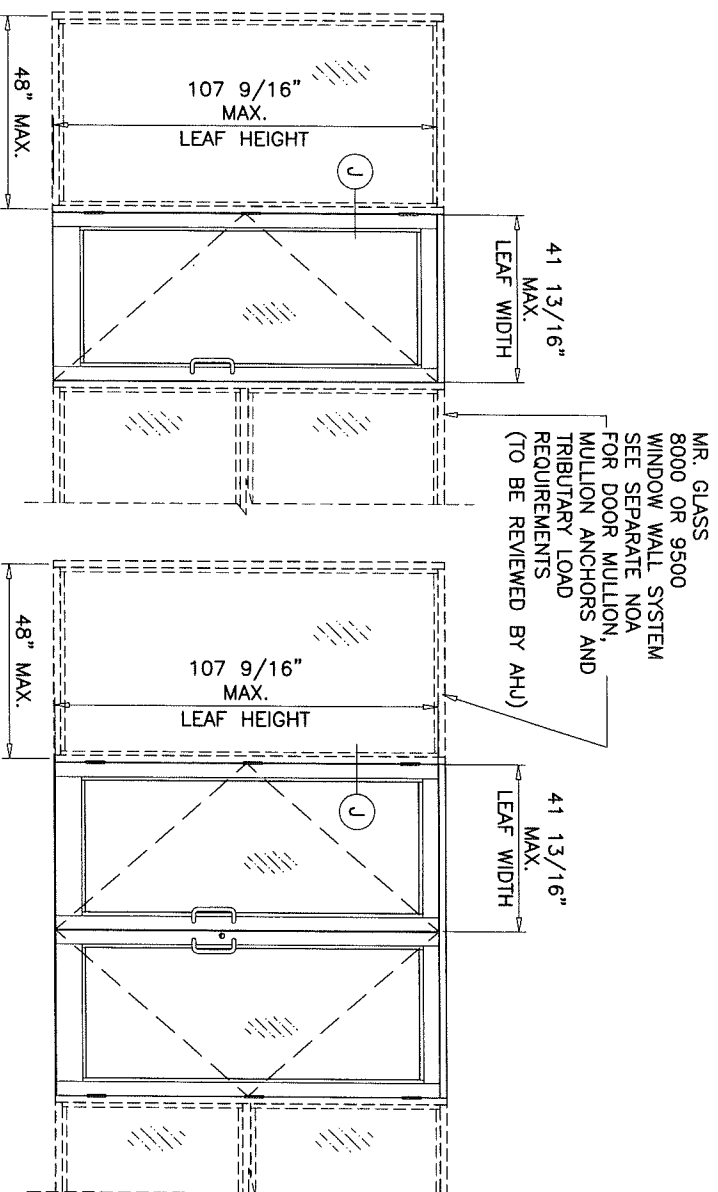 MR. GLASS
8000 OR 9500
WINDOW WALL SYSTEM
SEE SEPARATE NOA
FOR DOOR MULLION,
MULLION ANCHORS AND
TRIBUTARY LOAD
REQUIREMENTS
(TO BE REVIEWED BY AHJ)
41 13/16"
MAX.
LEAF WIDTH
107 9/16"
MAX.
LEAF HEIGHT
J
48" MAX.
41 13/16"
MAX.
LEAF WIDTH
107 9/16"
MAX.
LEAF HEIGHT
J
48" MAX.